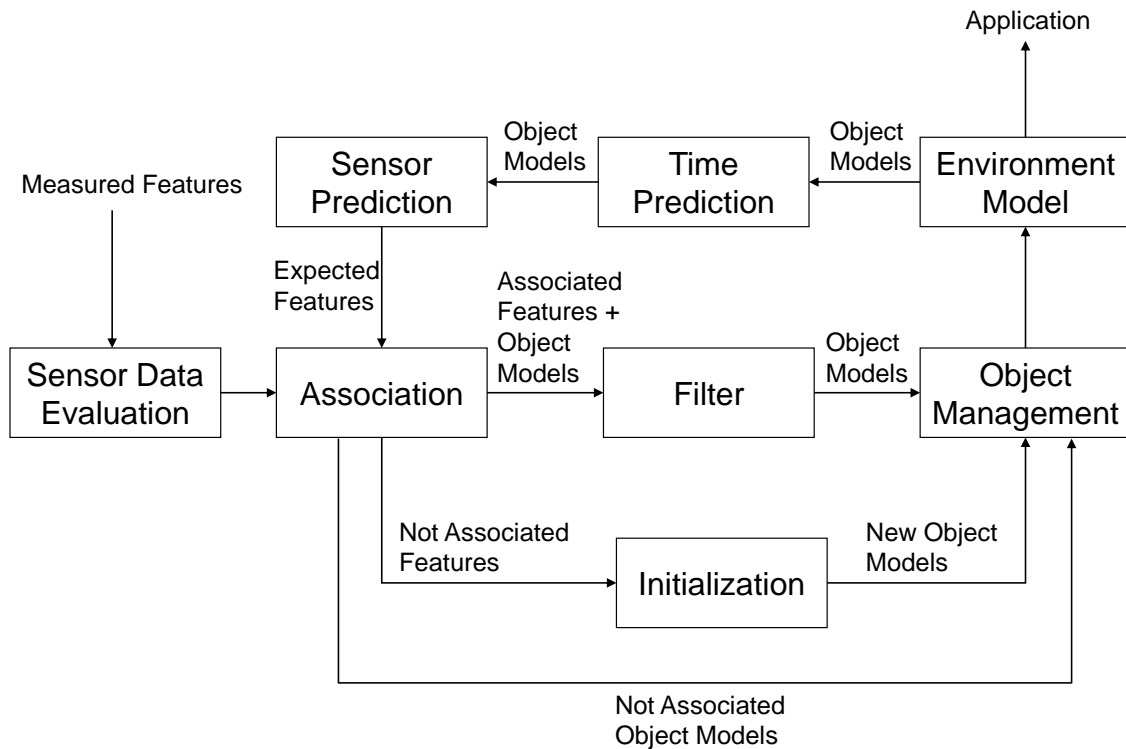 Application
Object
Models
Object
Models
Sensor
Prediction
Time
Prediction
Environment
Model
Measured Features
Expected
Features
Associated
Features +
Object
Models
Object
Models
Sensor Data
Evaluation
Association
Filter
Object
Management
Not Associated
Features
New Object
Models
Initialization
Not Associated
Object Models